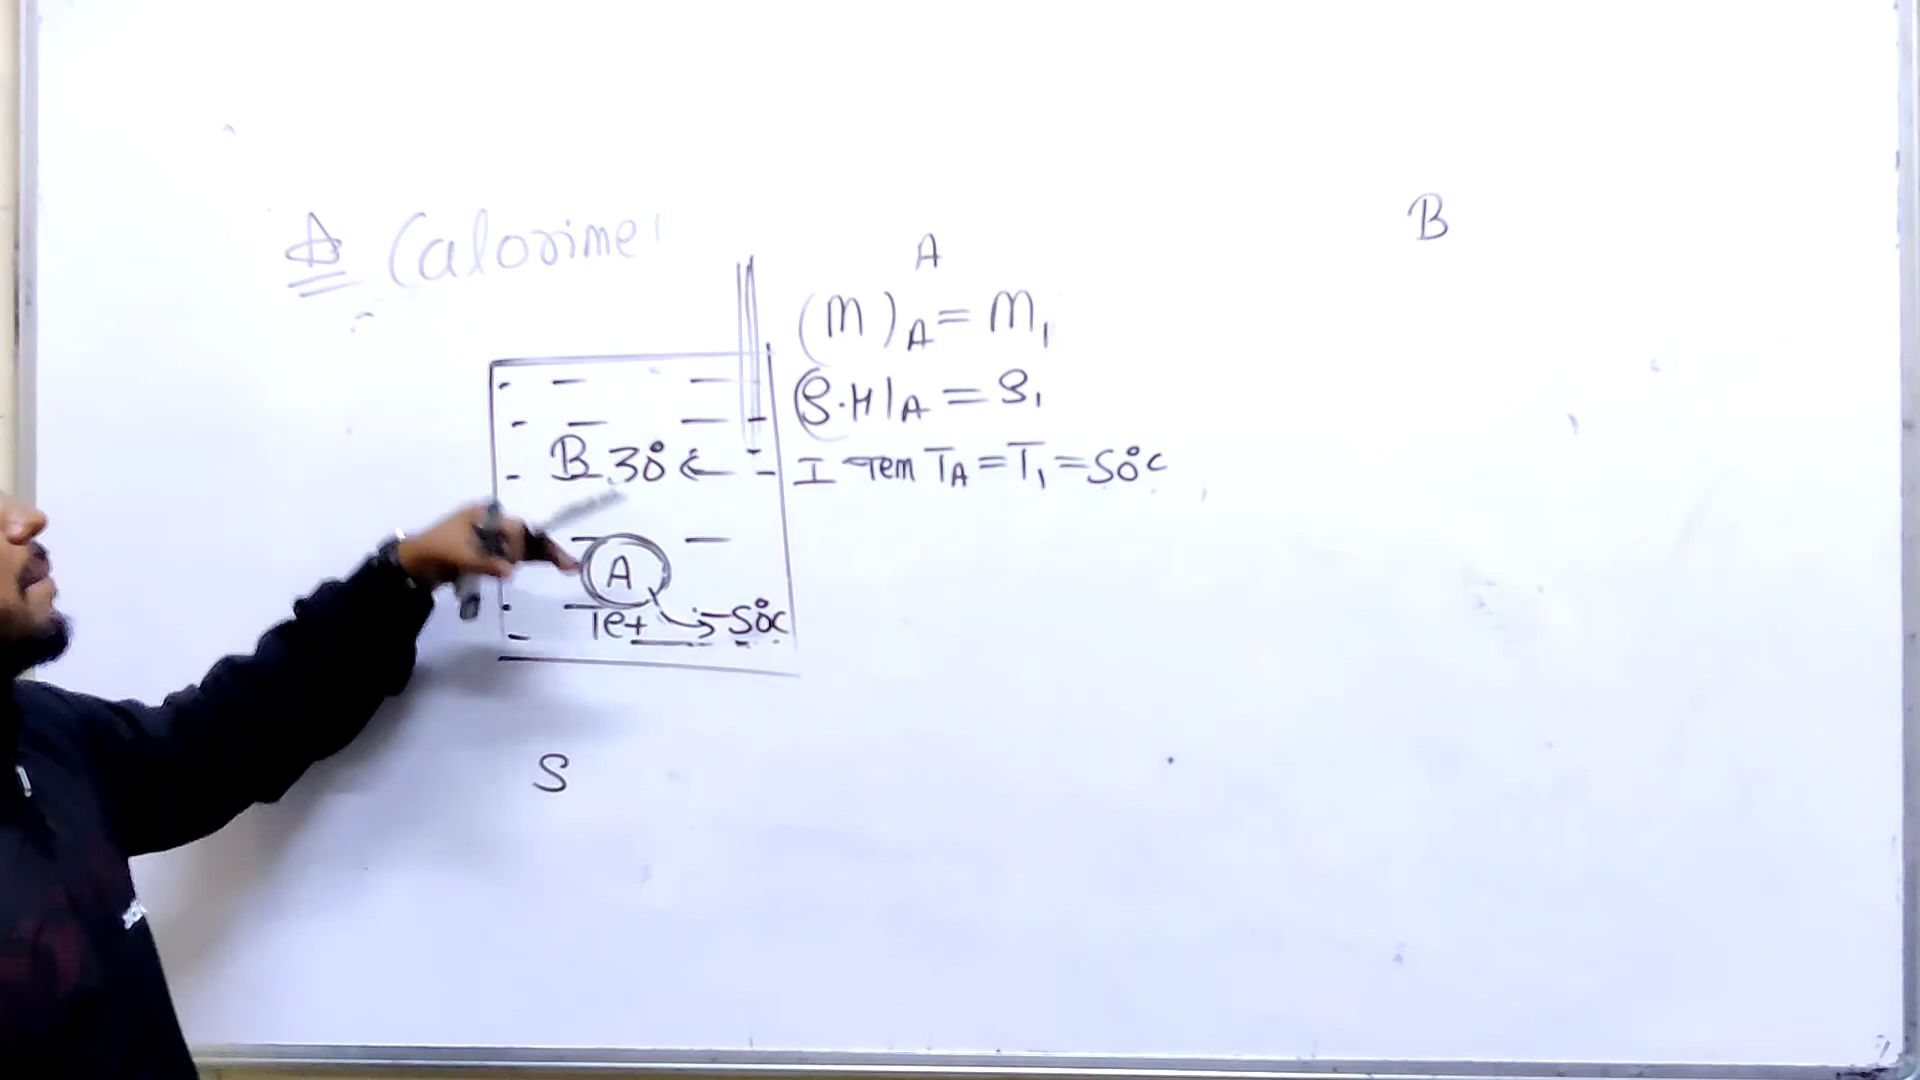 A Calorime
A
B
(m)A = m1
(S.H)A = S1
I Tem TA = T1 = 50°C
B 30°C
A
Tet → 50°C
S